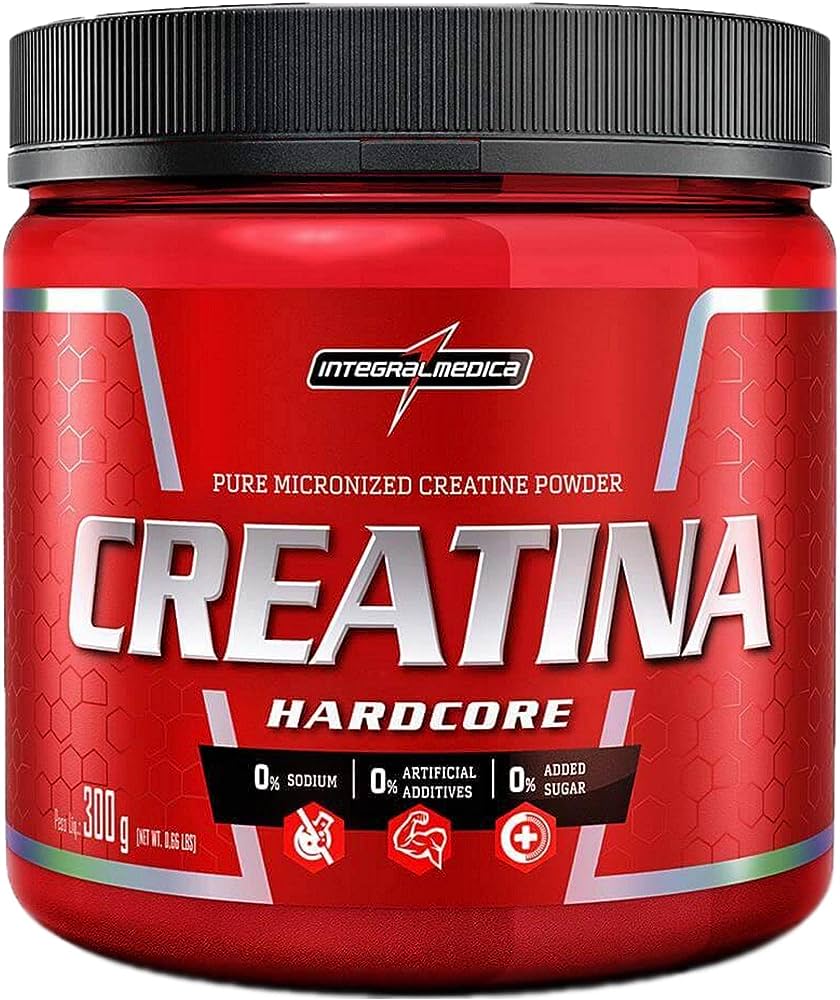 INTEGRALMEDICA
PURE MICRONIZED CREATINE POWDER
CREATINA
HARDCORE
0% SODIUM
0% ARTIFICIAL
ADDITIVES
0% ADDED
SUGAR
Peso Líq.: 300 g (NET WT. 0.66 LBS)